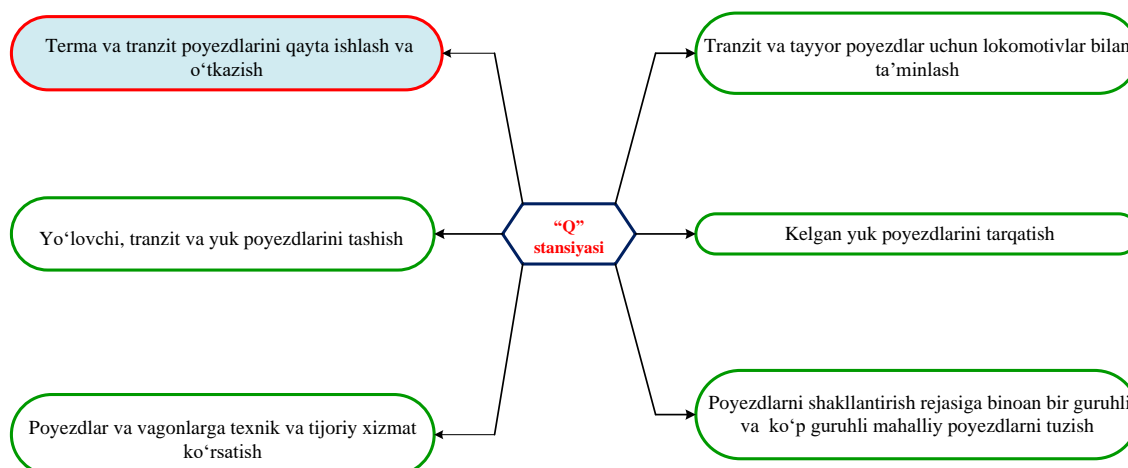 Terma va tranzit poyezdlarini qayta ishlash va
o‘tkazish
Tranzit va tayyor poyezdlar uchun lokomotivlar bilan
ta’minlash
Yo‘lovchi, tranzit va yuk poyezdlarini tashish
“Q”
stansiyasi
Kelgan yuk poyezdlarini tarqatish
Poyezdlar va vagonlarga texnik va tijoriy xizmat
ko‘rsatish
Poyezdlarni shakllantirish rejasiga binoan bir guruhli
va ko‘p guruhli mahalliy poyezdlarni tuzish